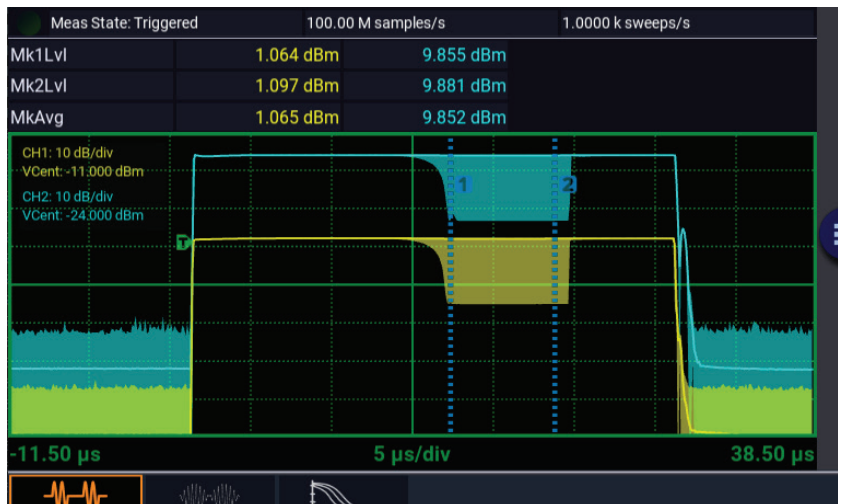 Meas State: Triggered 100.00 M samples/s 1.0000 k sweeps/s
Mk1Lvl 1.064 dBm 9.855 dBm
Mk2Lvl 1.097 dBm 9.881 dBm
MkAvg 1.065 dBm 9.852 dBm
CH1: 10 dB/div
VCent: -11.000 dBm
CH2: 10 dB/div
VCent: -24.000 dBm
1 2
T
-11.50 µs 5 µs/div 38.50 µs